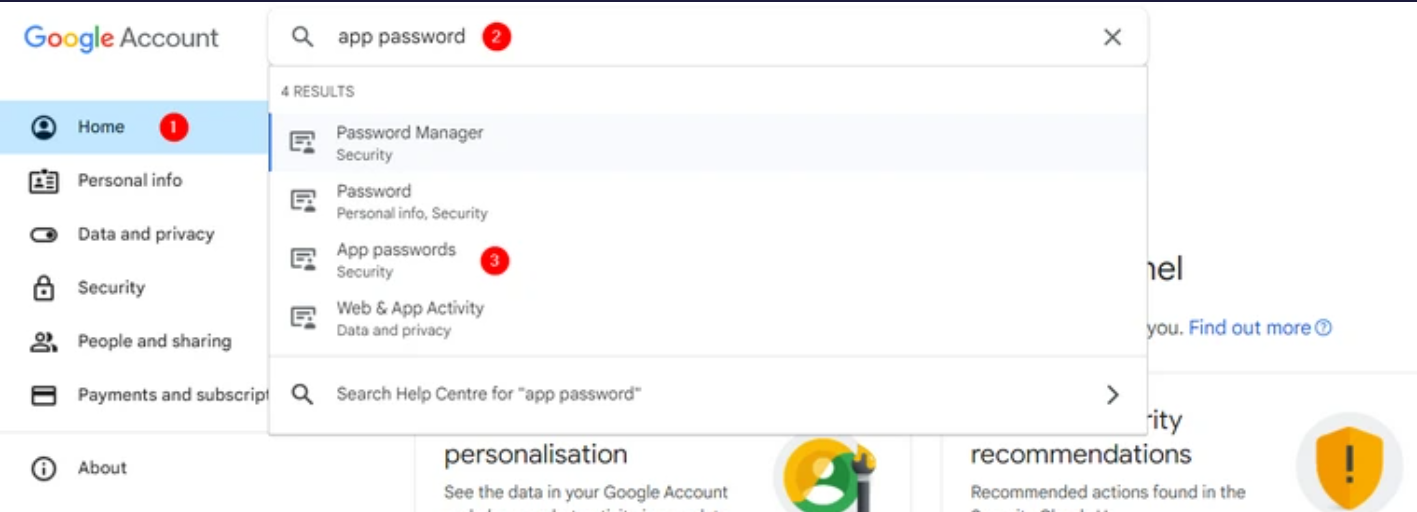 Google Account
app password 2
4 RESULTS
Home 1
Password Manager
Security
Personal info
Password
Personal info, Security
Data and privacy
App passwords 3
Security
Security
Web & App Activity
Data and privacy
People and sharing
Payments and subscript
Search Help Centre for "app password"
About
nel
you. Find out more
personalisation
See the data in your Google Account
rity
recommendations
Recommended actions found in the